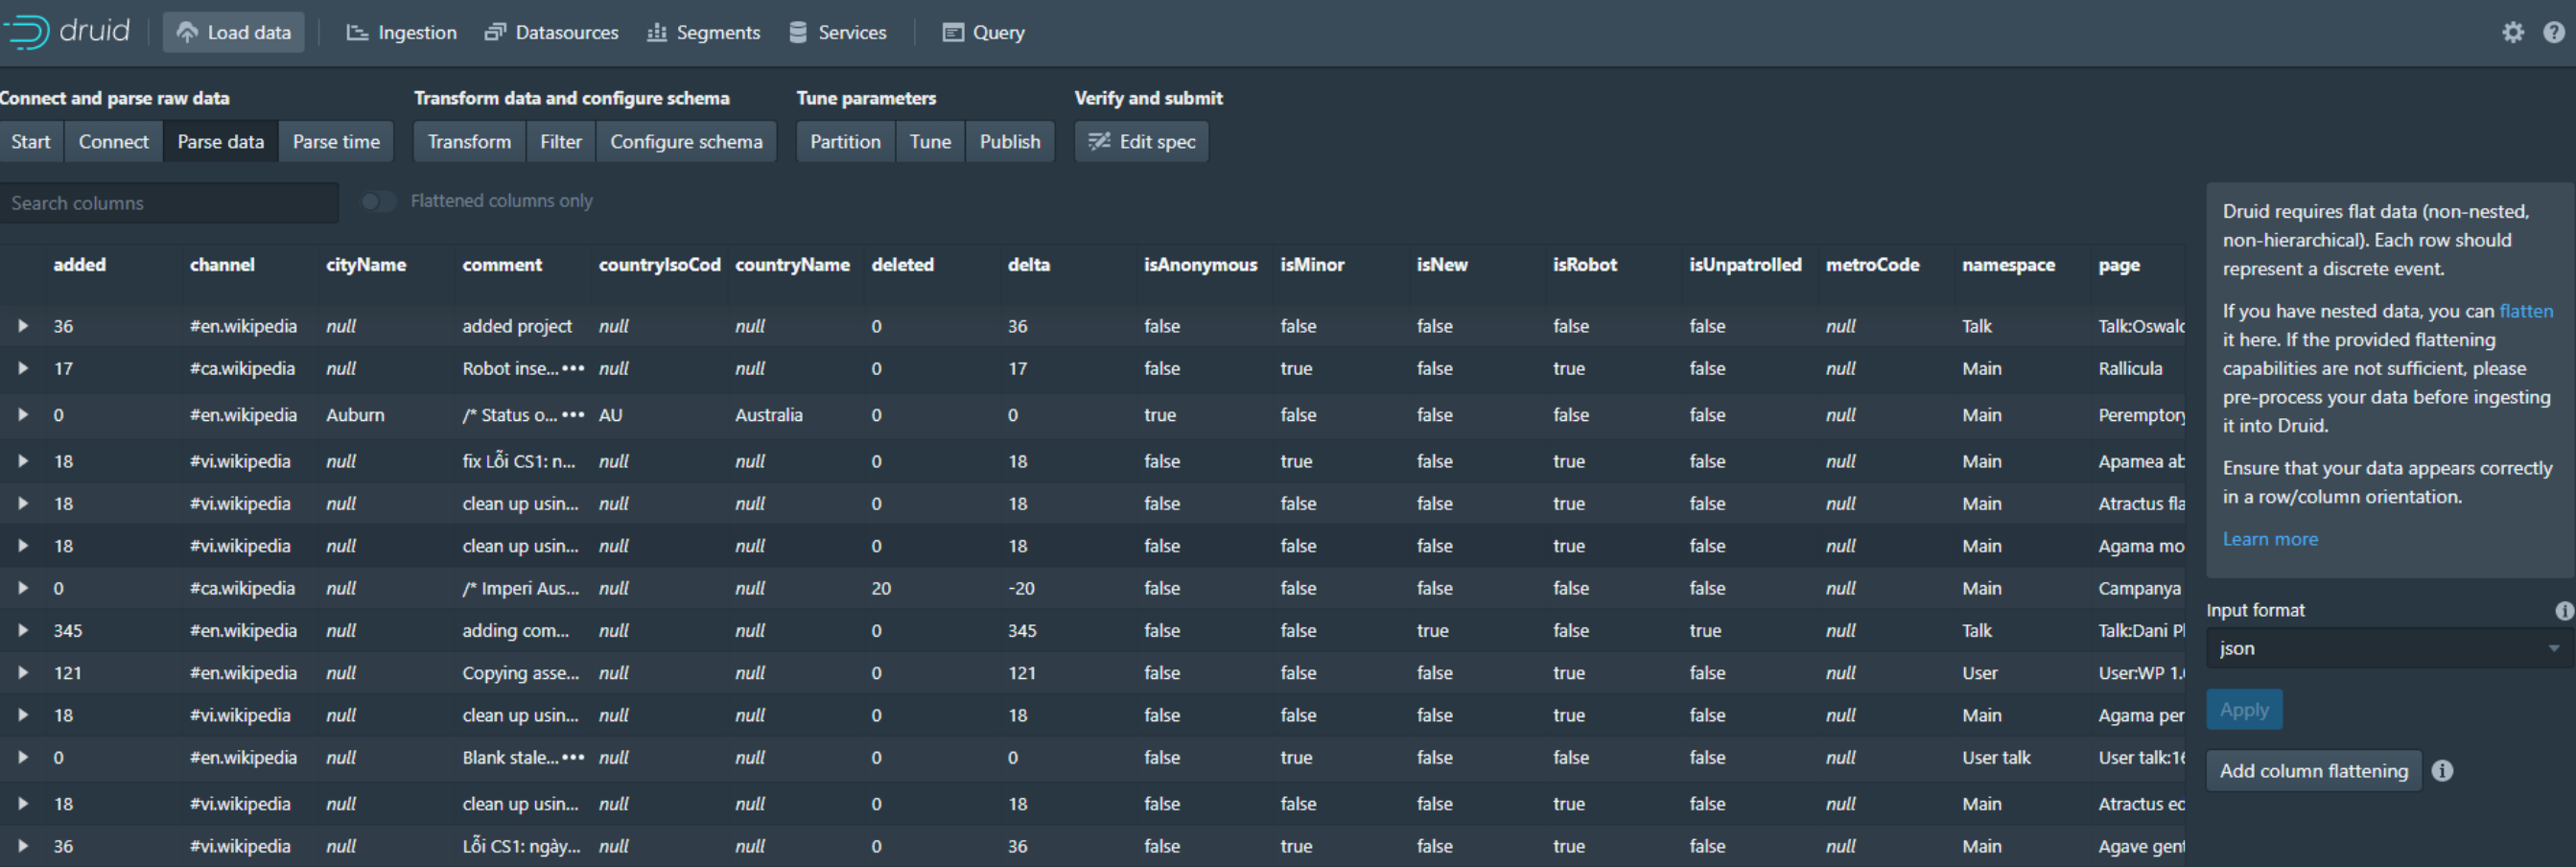 druid Load data Ingestion Datasources Segments Services Query
Connect and parse raw data Transform data and configure schema Tune parameters Verify and submit
Start Connect Parse data Parse time Transform Filter Configure schema Partition Tune Publish Edit spec
Search columns Flattened columns only
added channel cityName comment countryIsoCod countryName deleted delta isAnonymous isMinor isNew isRobot isUnpatrolled metroCode namespace page
36 #en.wikipedia null added project null null 0 36 false false false false false null Talk Talk:Oswald
17 #ca.wikipedia null Robot inse...••• null null 0 17 false true false true false null Main Rallicula
0 #en.wikipedia Auburn /* Status o... ••• AU Australia 0 0 true false false false false null Main Peremptory
18 #vi.wikipedia null fix Lỗi CS1: n... null null 0 18 false true false true false null Main Apamea ab
18 #vi.wikipedia null clean up usin... null null 0 18 false false false true false null Main Atractus fla
18 #vi.wikipedia null clean up usin... null null 0 18 false false false true false null Main Agama mo
0 #ca.wikipedia null /* Imperi Aus... null null 20 -20 false false false false false null Main Campanya
345 #en.wikipedia null adding com... null null 0 345 false false true false true null Talk Talk:Dani Pl
121 #en.wikipedia null Copying asse... null null 0 121 false false false true false null User User:WP 1.0
18 #vi.wikipedia null clean up usin... null null 0 18 false false false true false null Main Agama per
0 #en.wikipedia null Blank stale...••• null null 0 0 false true false false false null User talk User talk:16
18 #vi.wikipedia null clean up usin... null null 0 18 false false false true false null Main Atractus ed
36 #vi.wikipedia null Lỗi CS1: ngày... null null 0 36 false true false true false null Main Agave gent
Druid requires flat data (non-nested,
non-hierarchical). Each row should
represent a discrete event.
If you have nested data, you can flatten
it here. If the provided flattening
capabilities are not sufficient, please
pre-process your data before ingesting
it into Druid.
Ensure that your data appears correctly
in a row/column orientation.
Learn more
Input format
json
Apply
Add column flattening